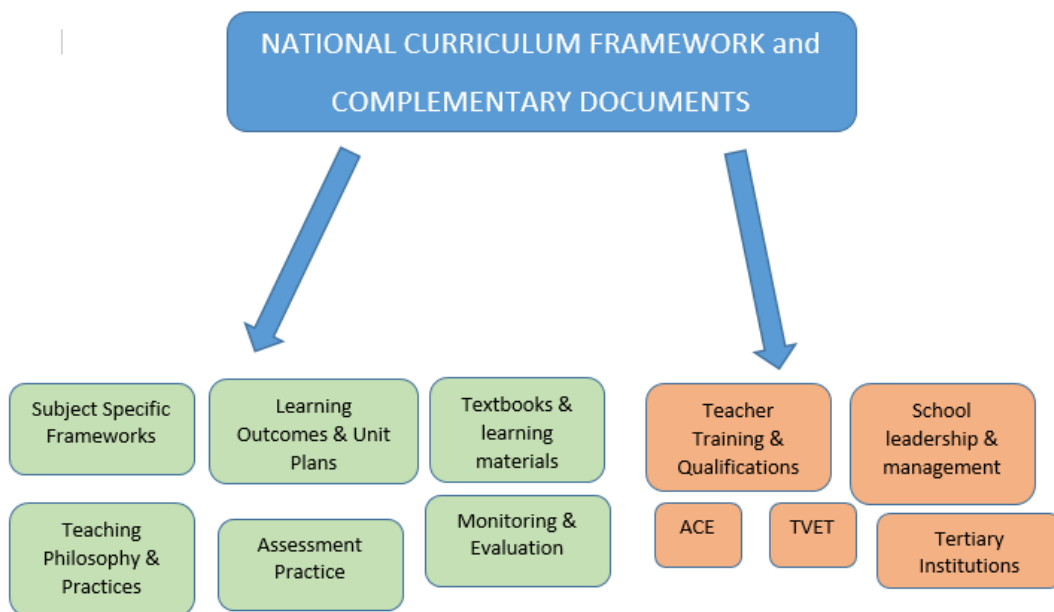 NATIONAL CURRICULUM FRAMEWORK and
COMPLEMENTARY DOCUMENTS
Subject Specific
Frameworks
Learning
Outcomes & Unit
Plans
Textbooks &
learning
materials
Teacher
Training &
Qualifications
School
leadership &
management
Teaching
Philosophy &
Practices
Assessment
Practice
Monitoring &
Evaluation
ACE
TVET
Tertiary
Institutions